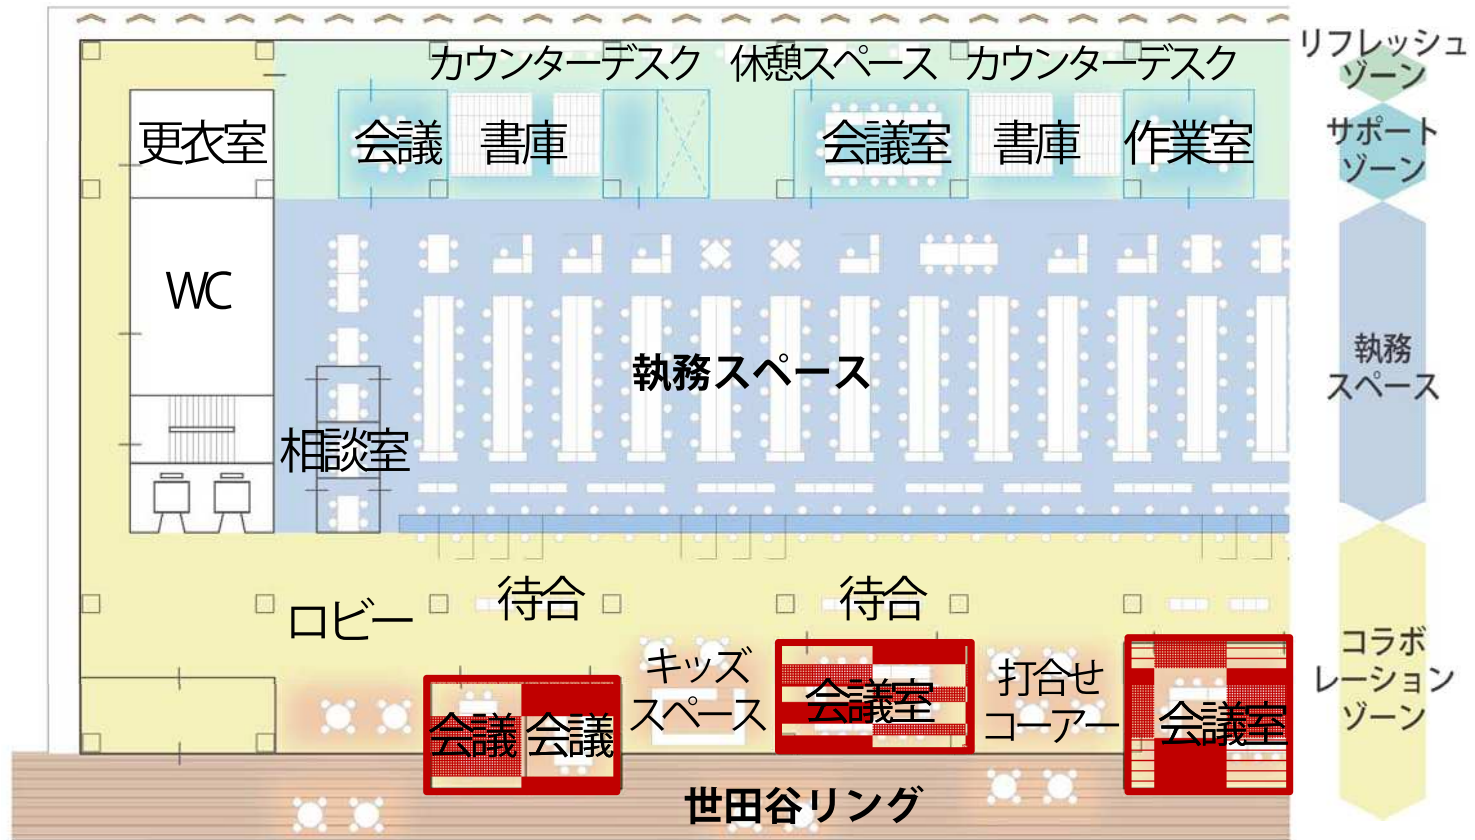 カウンターデスク
休憩スペース
カウンターデスク
リフレッシュ
ゾーン
更衣室
会議
書庫
会議室
書庫
作業室
サポート
ゾーン
WC
執務スペース
執務
スペース
相談室
ロビー
待合
待合
キッズ
スペース
打合せ
コーアー
会議
会議
会議室
会議室
コラボ
レーション
ゾーン
世田谷リング